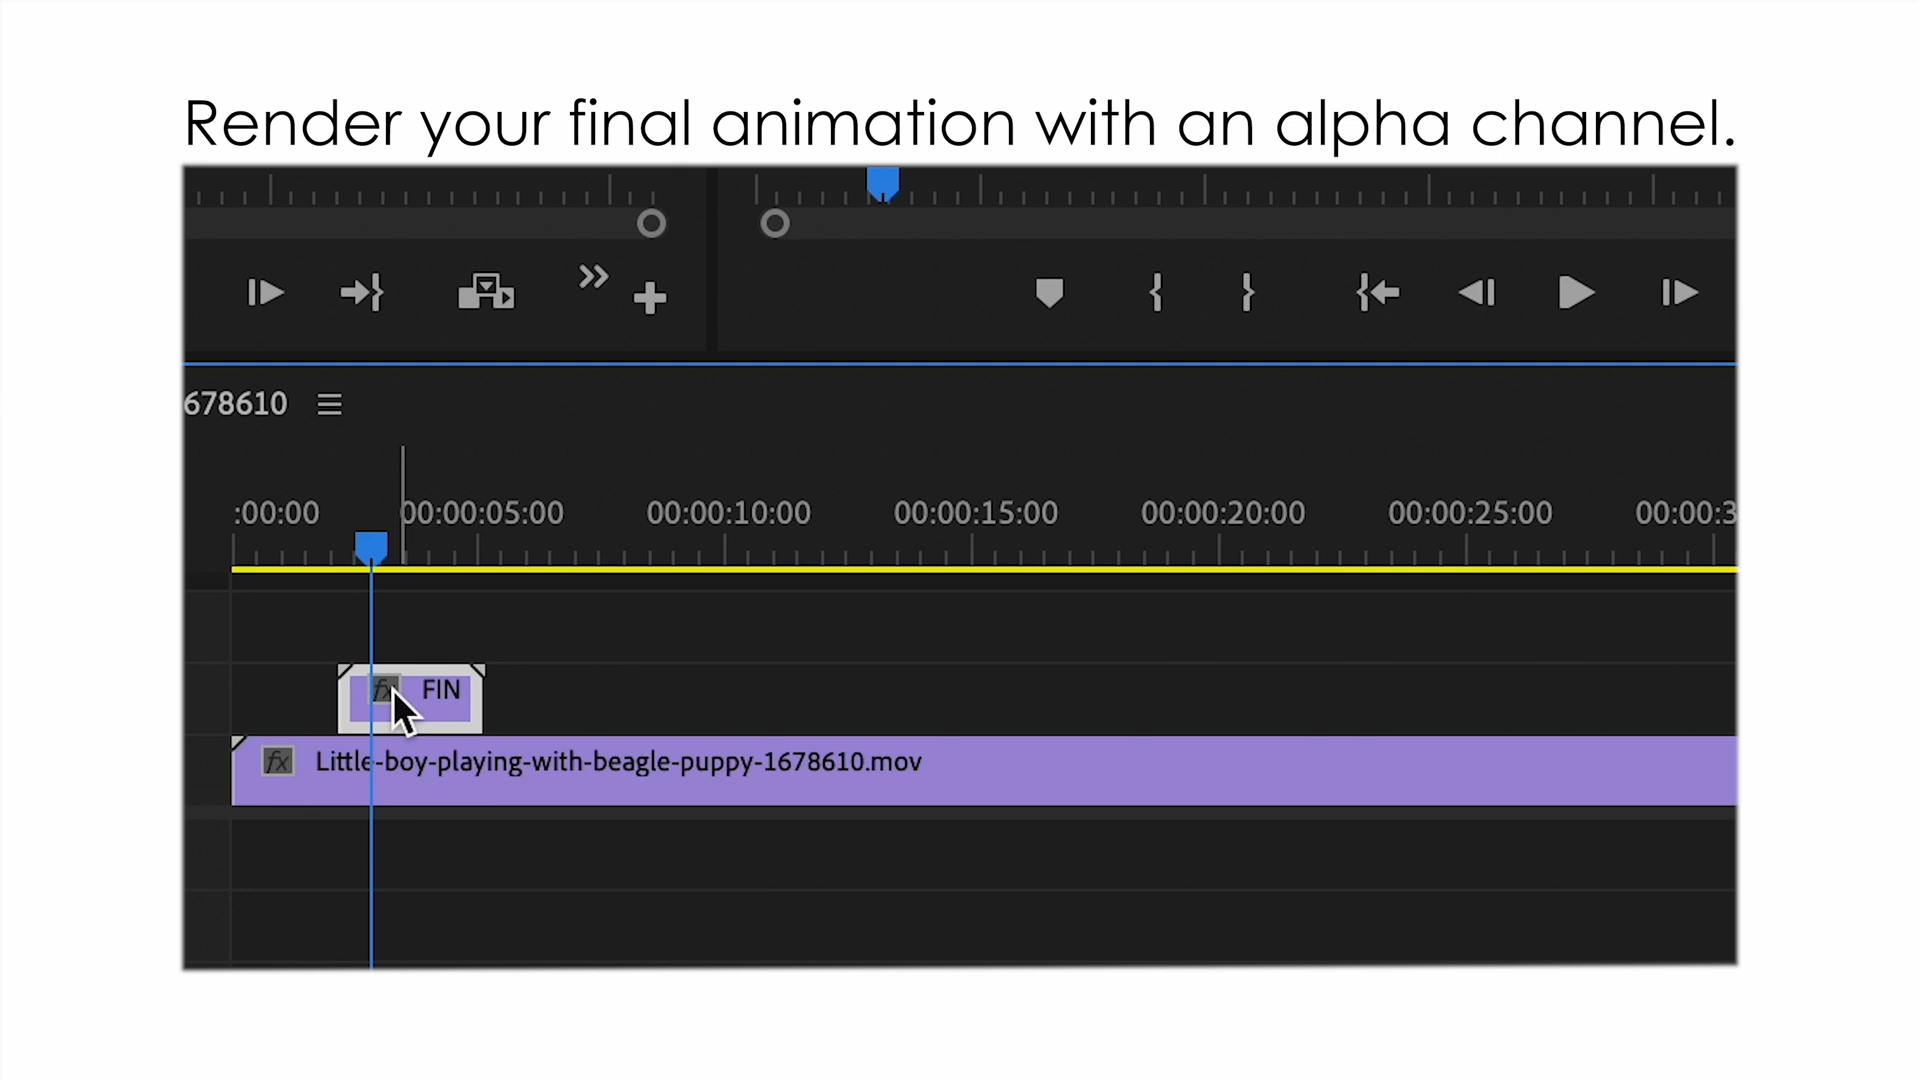 Render your final animation with an alpha channel.
678610
:00:00 00:00:05:00 00:00:10:00 00:00:15:00 00:00:20:00 00:00:25:00 00:00:3
fx FIN
fx Little-boy-playing-with-beagle-puppy-1678610.mov